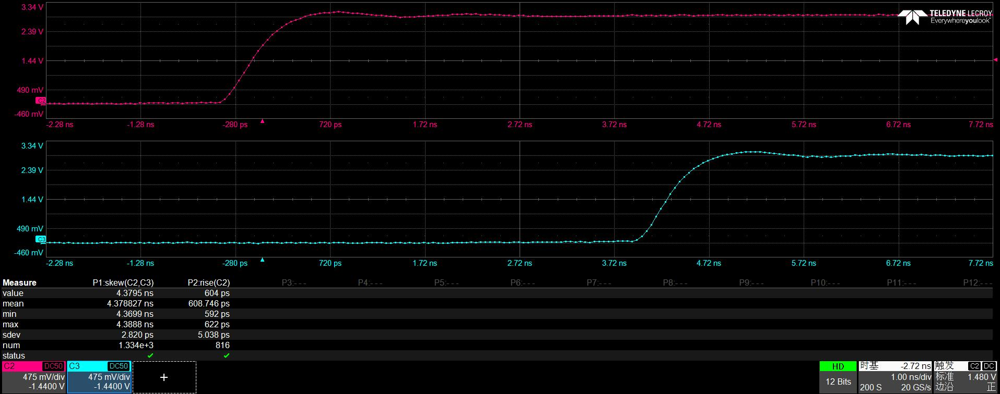 3.34 V
2.39 V
1.44 V
490 mV
C2
-460 mV
TELEDYNE LECROY
Everywhereyoulook™
-2.28 ns -1.28 ns -280 ps 720 ps 1.72 ns 2.72 ns 3.72 ns 4.72 ns 5.72 ns 6.72 ns 7.72 ns
3.34 V
2.39 V
1.44 V
490 mV
C3
-460 mV
-2.28 ns -1.28 ns -280 ps 720 ps 1.72 ns 2.72 ns 3.72 ns 4.72 ns 5.72 ns 6.72 ns 7.72 ns
Measure P1:skew(C2,C3) P2:rise(C2) P3:--- P4:--- P5:--- P6:--- P7:--- P8:--- P9:--- P10:--- P11:--- P12:---
value 4.3795 ns 604 ps
mean 4.378827 ns 608.746 ps
min 4.3699 ns 592 ps
max 4.3888 ns 622 ps
sdev 2.820 ps 5.038 ps
num 1.334e+3 816
status
C2 DC50
475 mV/div
-1.4400 V
C3 DC50
475 mV/div
-1.4400 V
+
HD
12 Bits
时基 -2.72 ns
1.00 ns/div
200 S 20 GS/s
触发 C2 DC
标准 1.480 V
边沿 正